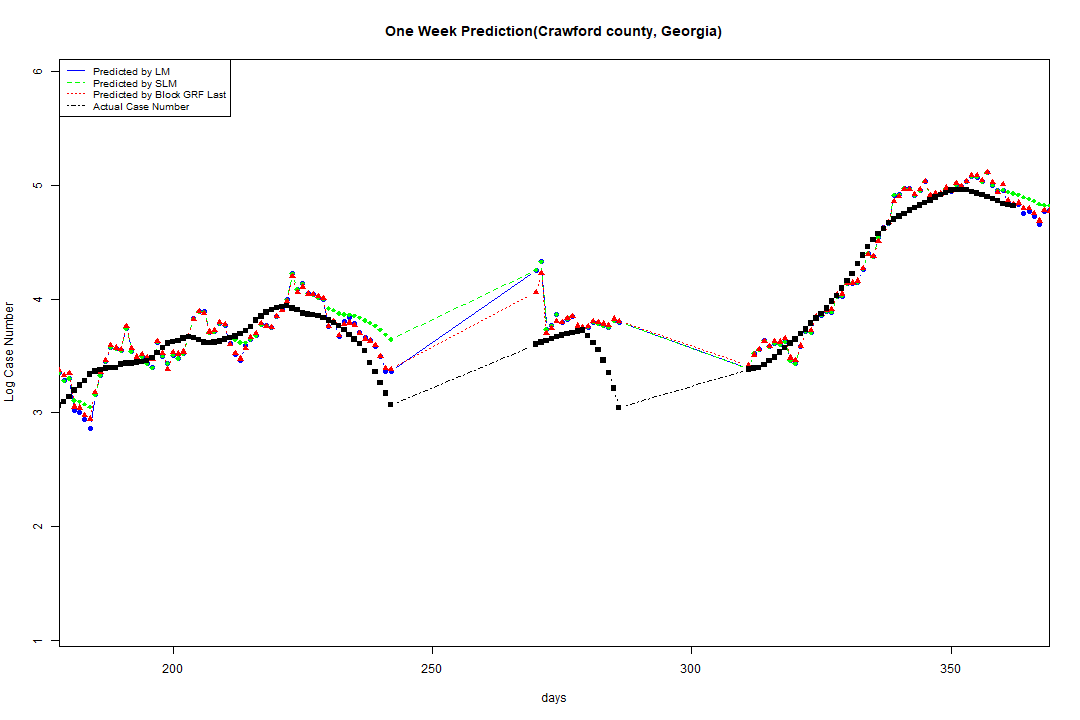 One Week Prediction(Crawford county, Georgia)
Predicted by LM
Predicted by SLM
Predicted by Block GRF Last
Actual Case Number
6
5
4
3
2
1
Log Case Number
200
250
300
350
days